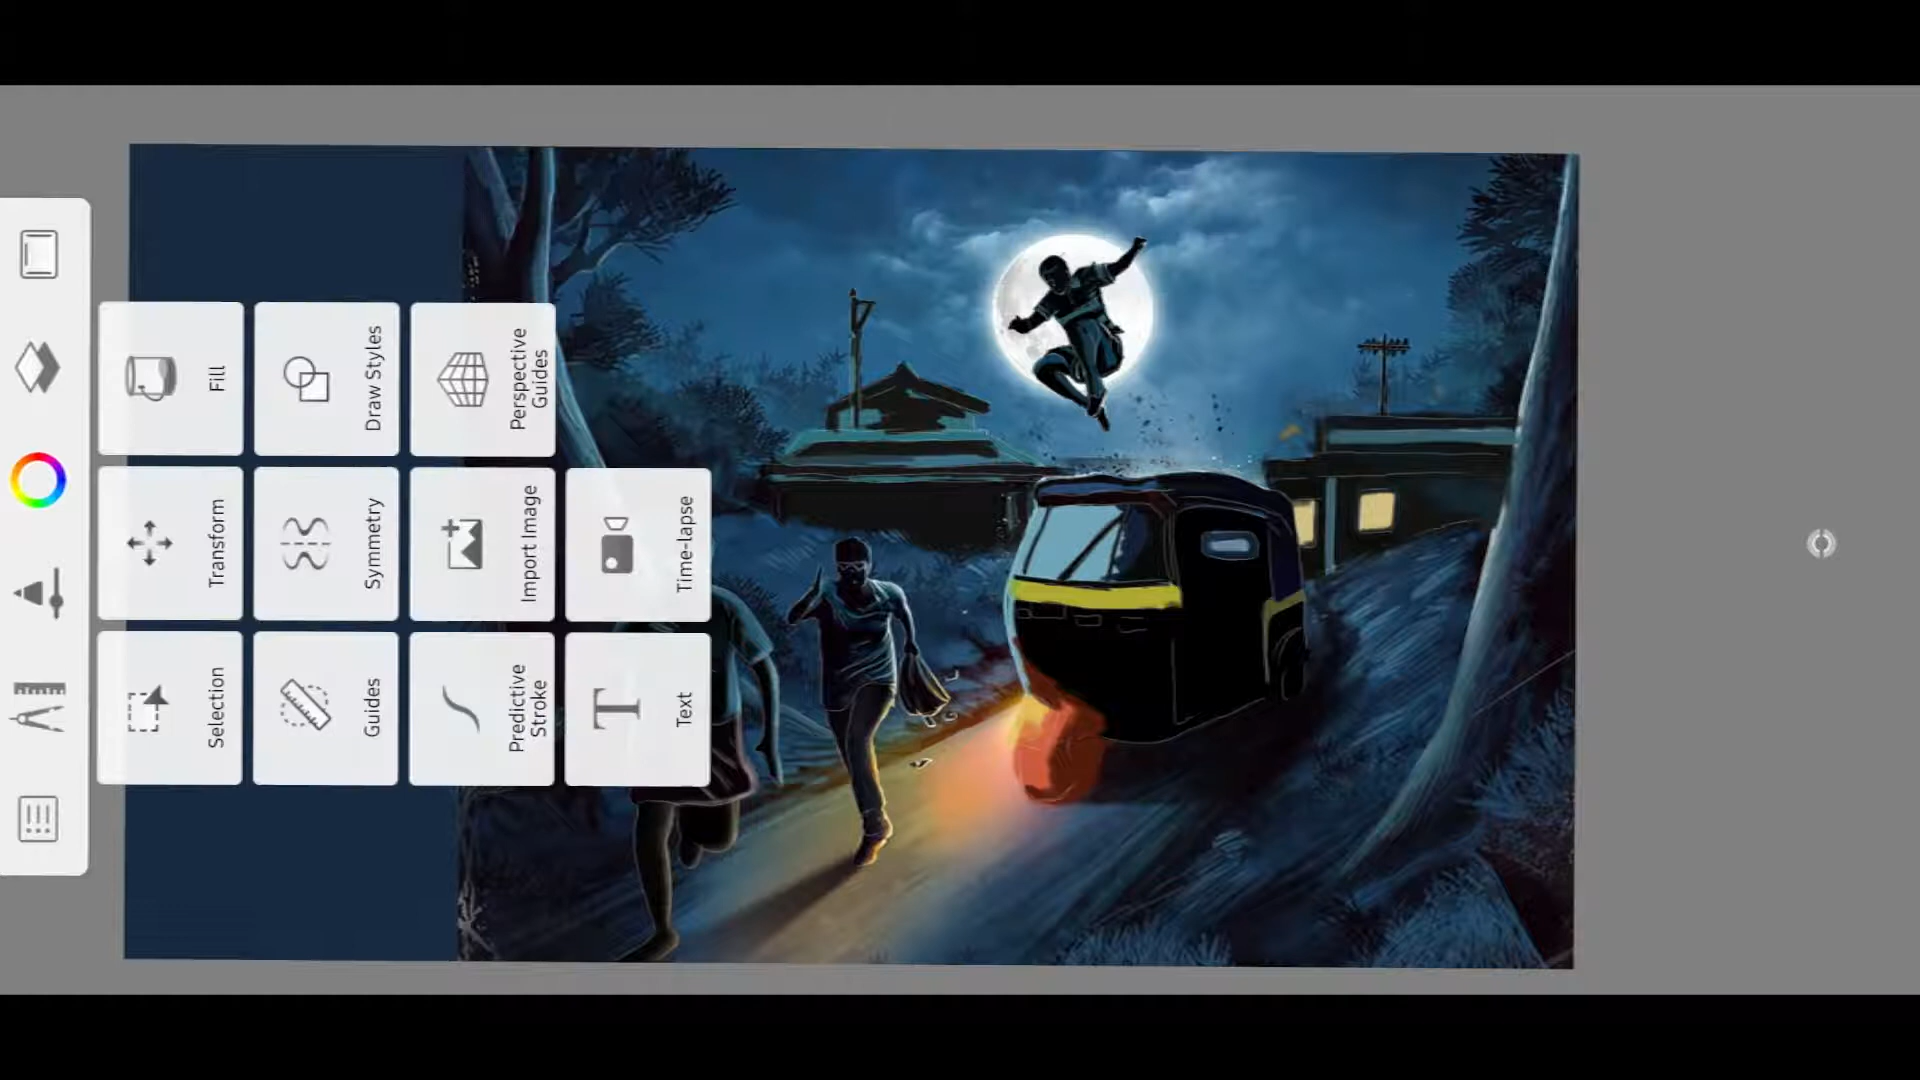 Fill
Draw Styles
Perspective
Guides
Transform
Symmetry
Import Image
Time-lapse
Selection
Guides
Predictive
Stroke
Text